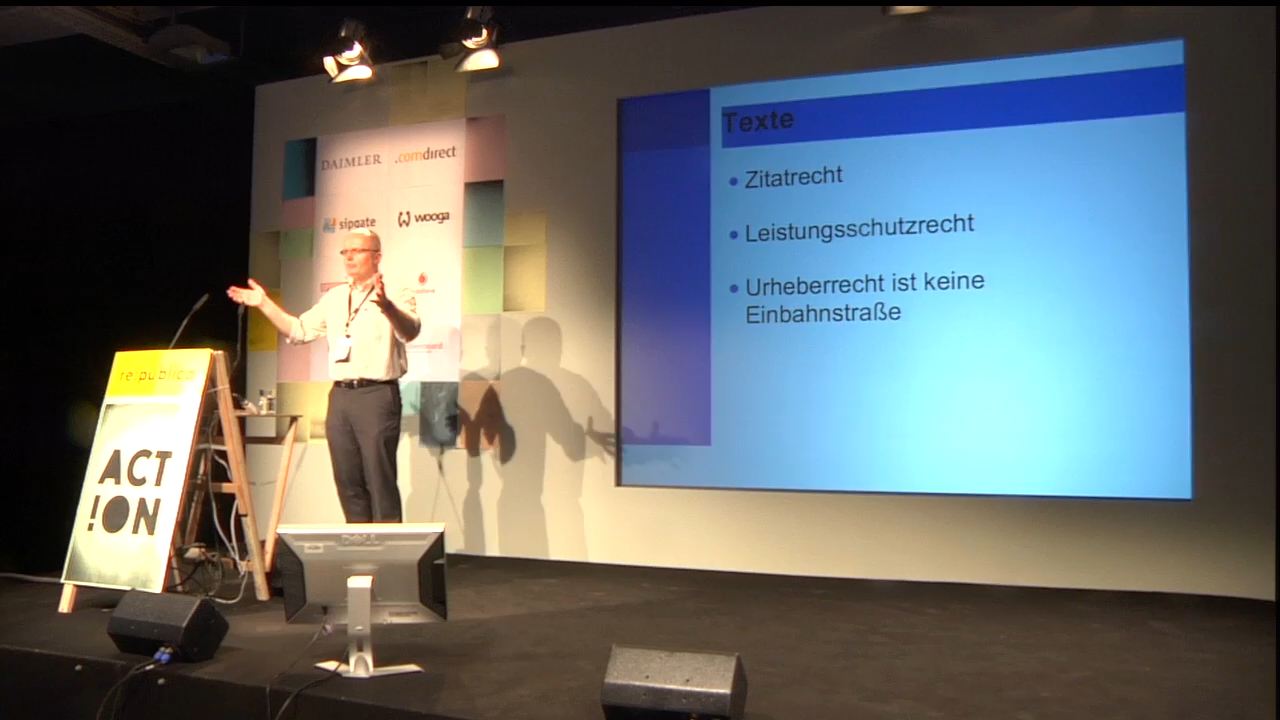 DAIMLER
.comdirect
sipgate
wooga
re:publica
ACT
!ON
DELL
Texte
• Zitatrecht
• Leistungsschutzrecht
• Urheberrecht ist keine
Einbahnstraße